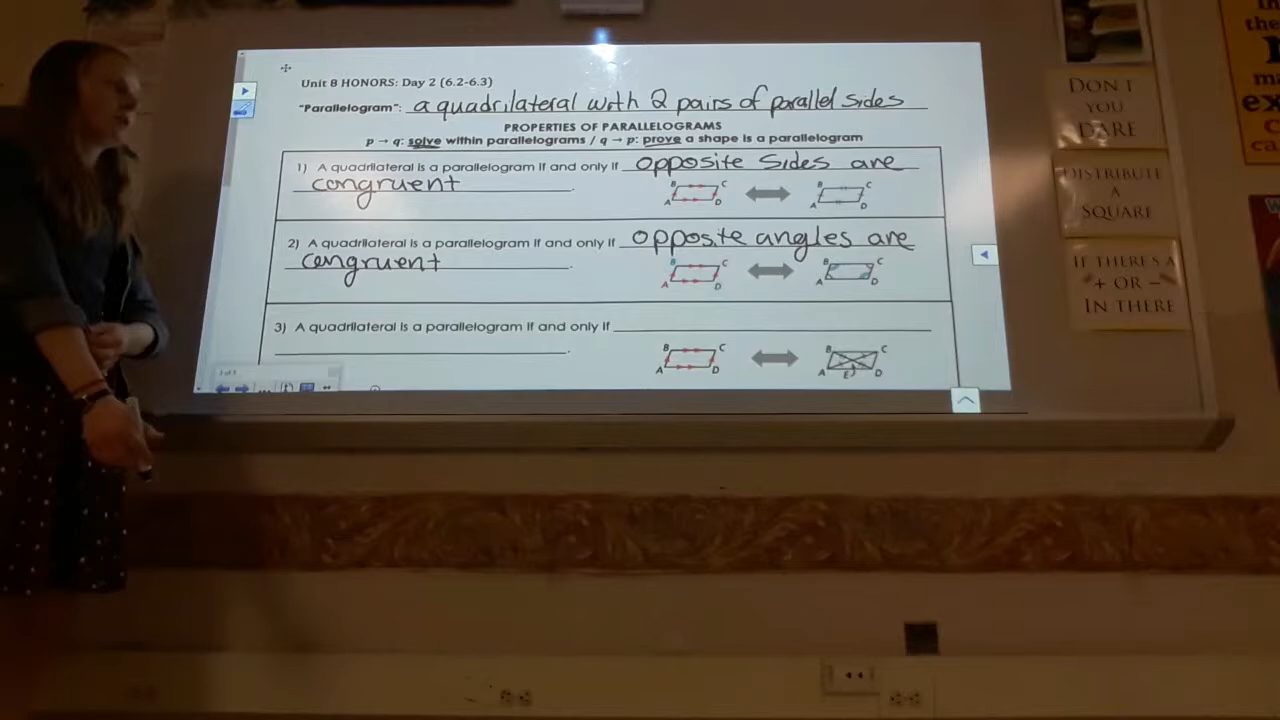 Unit 8 HONORS: Day 2 (6.2-6.3)
"Parallelogram": a quadrilateral with 2 pairs of parallel sides
PROPERTIES OF PARALLELOGRAMS
p → q: solve within parallelograms / q → p: prove a shape is a parallelogram
1) A quadrilateral is a parallelogram if and only if opposite sides are
congruent.
B C A D B C A D
2) A quadrilateral is a parallelogram if and only if opposite angles are
congruent.
B C A D B C A D
3) A quadrilateral is a parallelogram if and only if
B C A D B C A E D
DON'T
YOU
DARE
DISTRIBUTE
A
SQUARE
IF THERE'S A
+ OR -
IN THERE